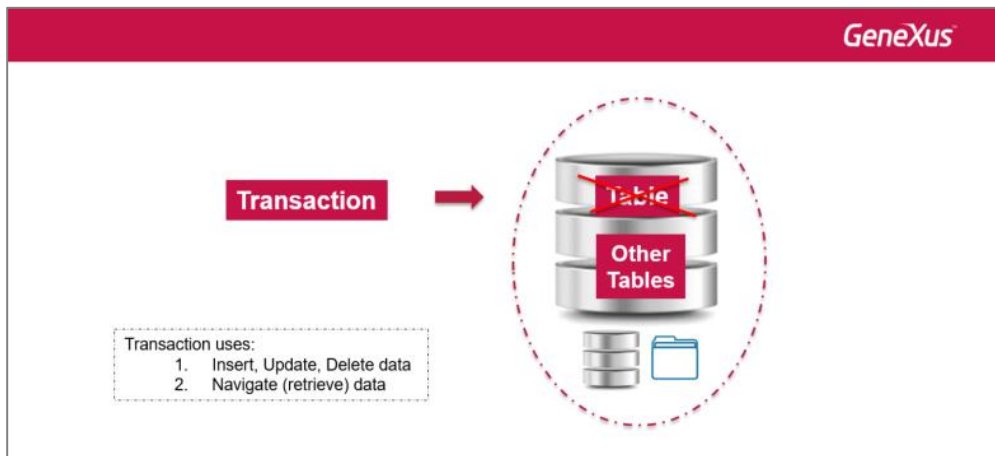 GeneXus
Transaction
Table
Other
Tables
Transaction uses:
1. Insert, Update, Delete data
2. Navigate (retrieve) data